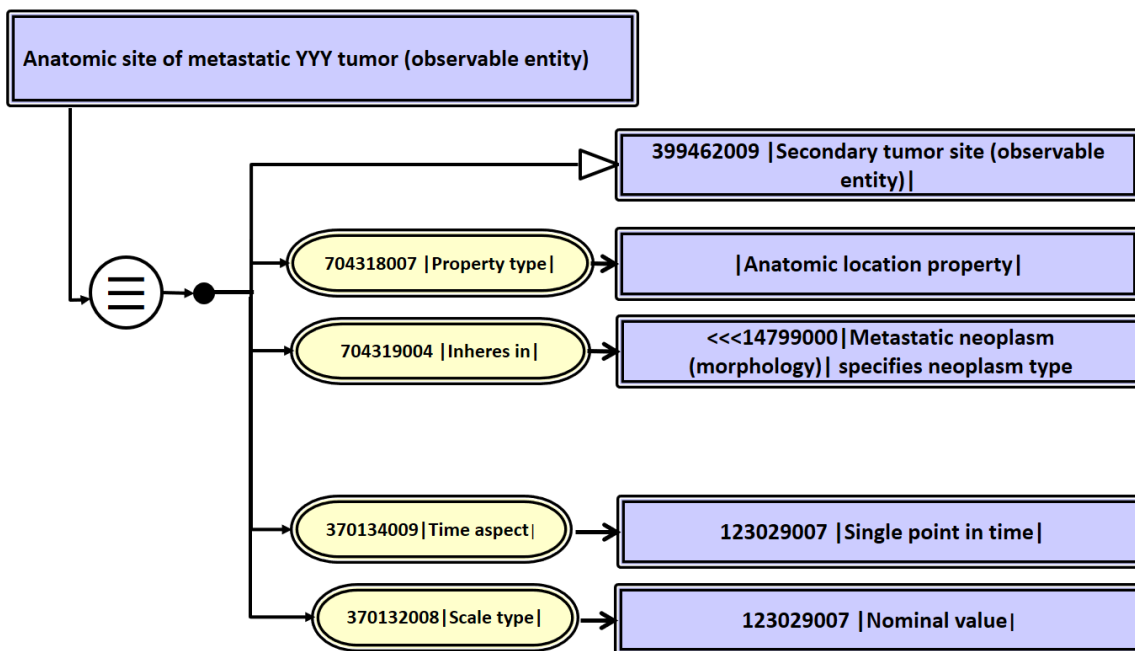 Anatomic site of metastatic YYY tumor (observable entity)
399462009 |Secondary tumor site (observable
entity)|
704318007 |Property type|
|Anatomic location property|
704319004 |Inheres in|
<<<14799000|Metastatic neoplasm
(morphology)| specifies neoplasm type
370134009|Time aspect|
123029007 |Single point in time|
370132008|Scale type|
123029007 |Nominal value|